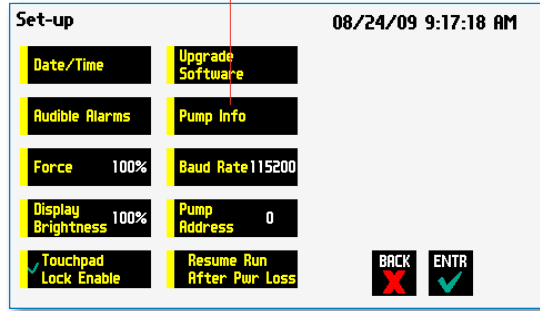 Set-up
08/24/09 9:17:18 AM
Date/Time
Upgrade
Software
Audible Alarms
Pump Info
Force 100%
Baud Rate 115200
Display
Brightness 100%
Pump
Address 0
Touchpad
Lock Enable
Resume Run
After Pwr Loss
BACK
ENTR